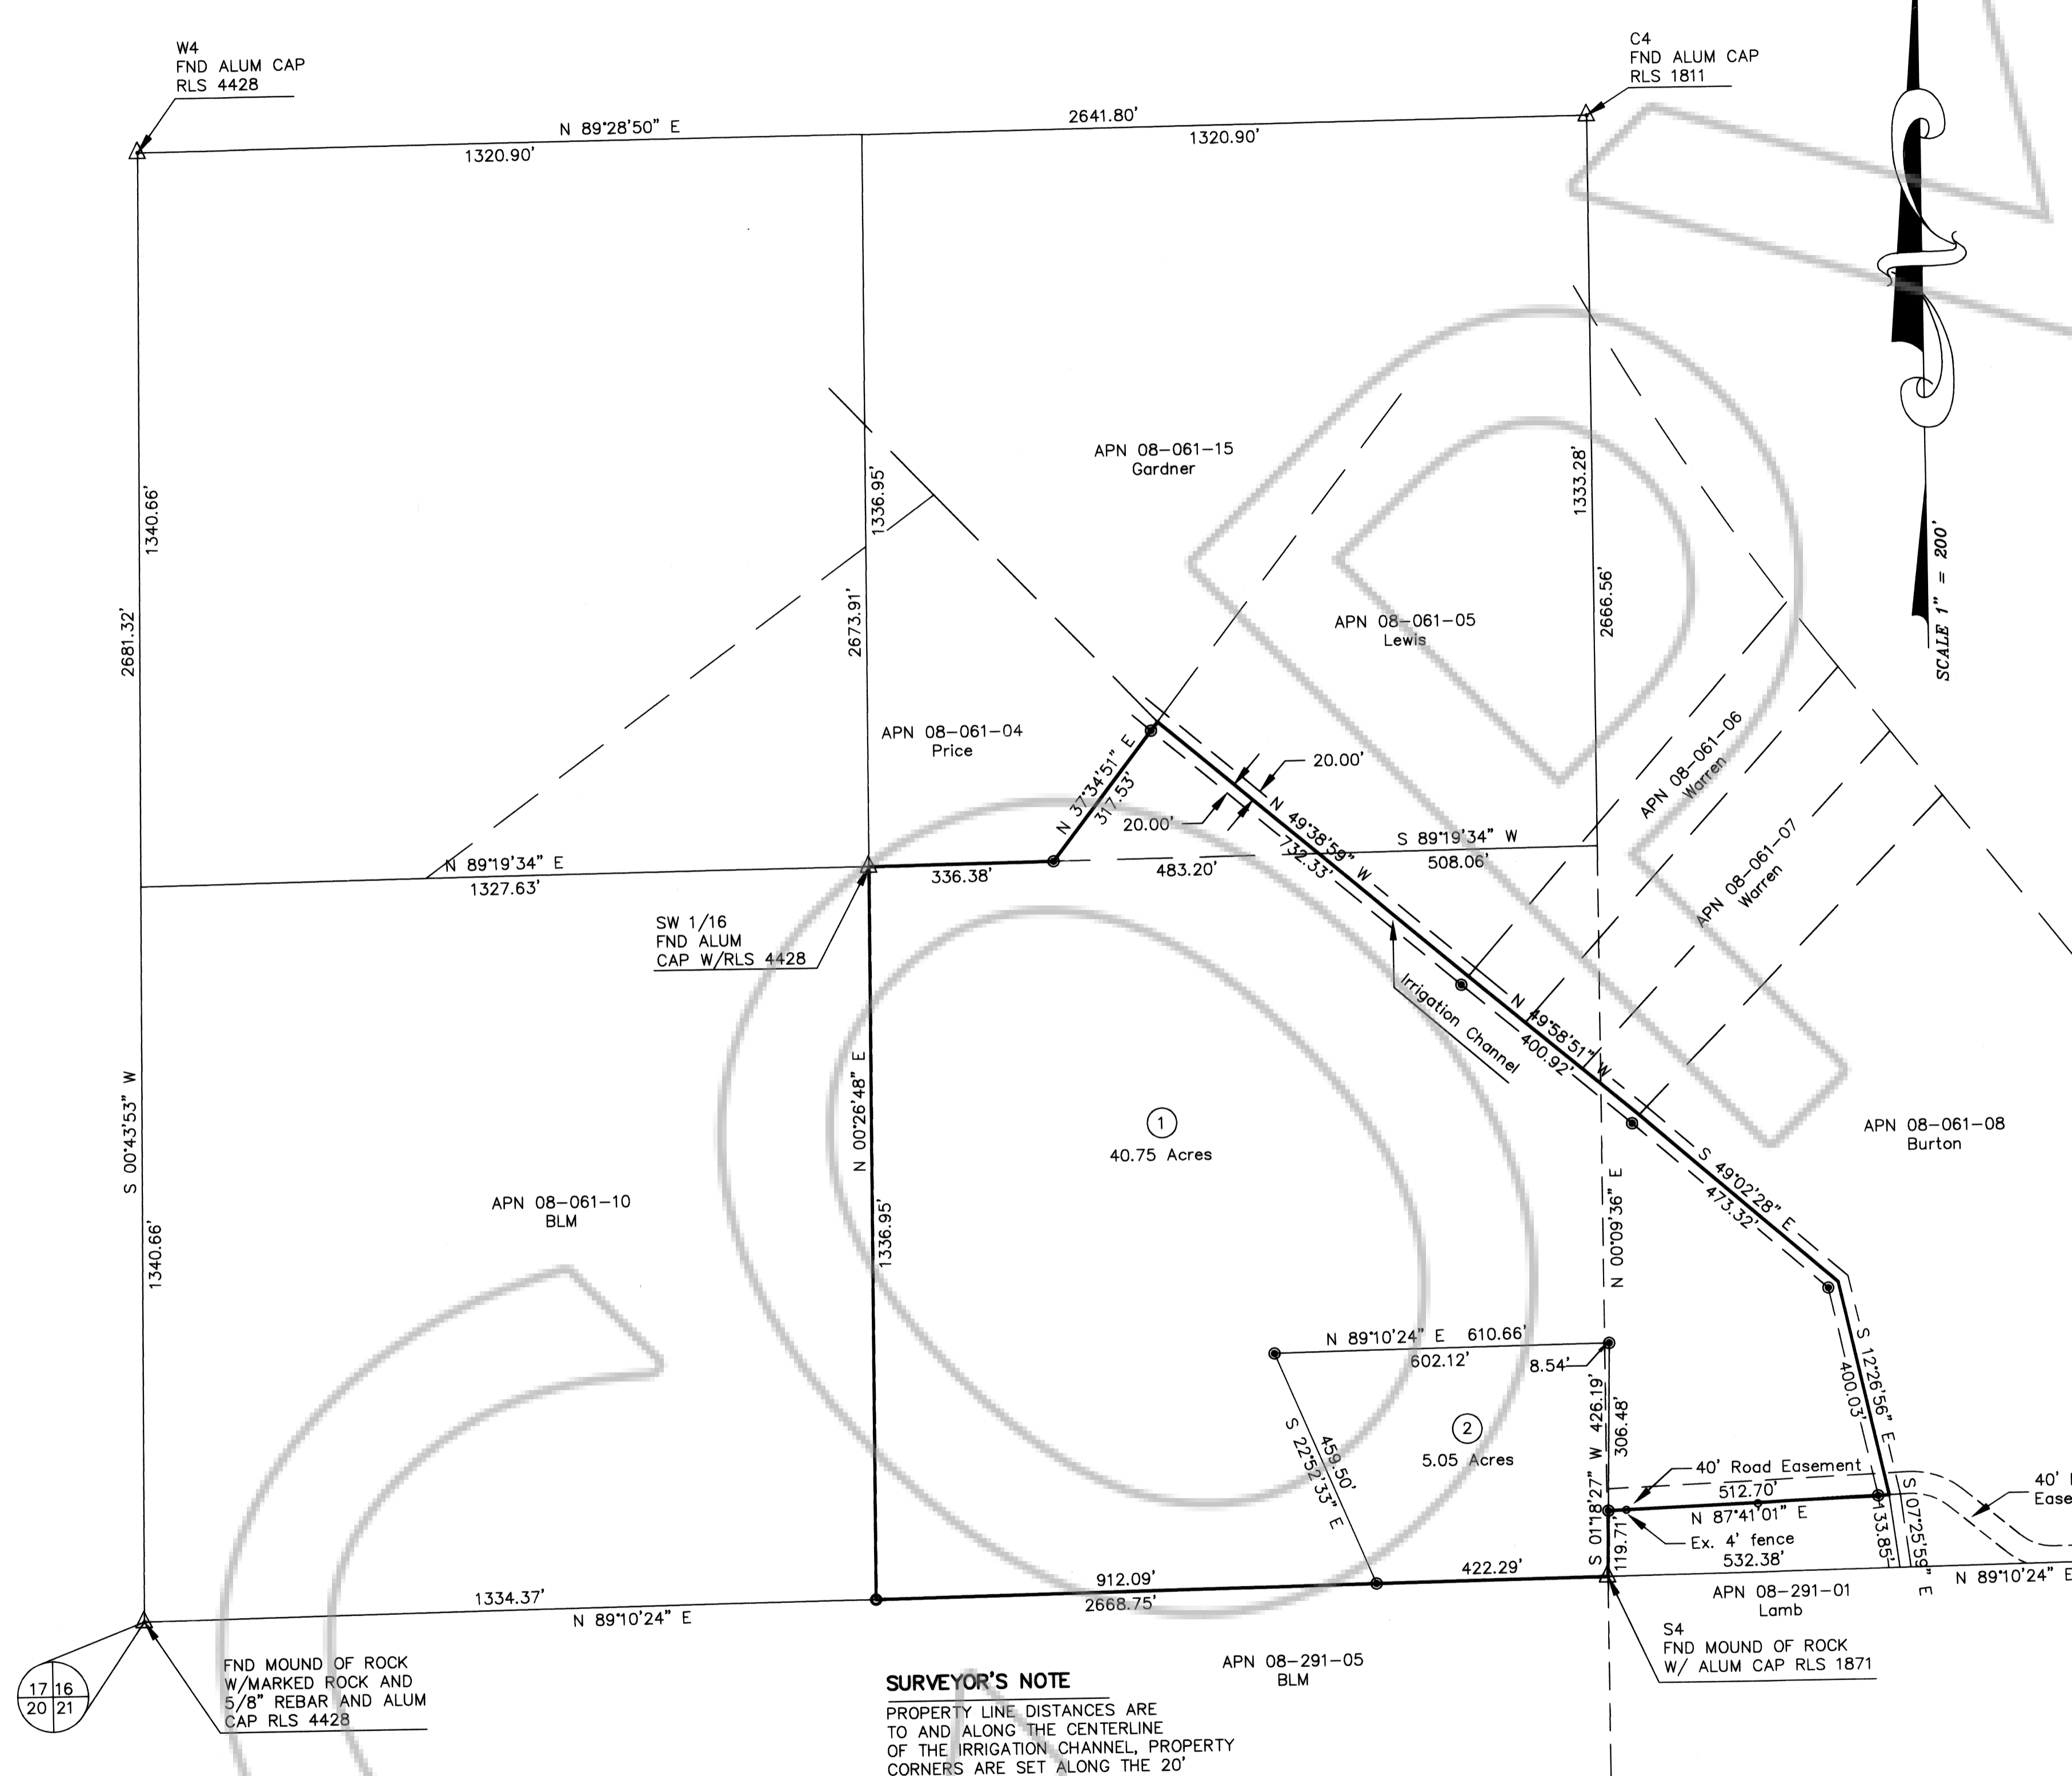 W4
FND ALUM CAP
RLS 4428
C4
FND ALUM CAP
RLS 1811
N 89°28'50" E
2641.80'
1320.90'
1320.90'
SCALE 1" = 200'
1340.66'
2681.32'
S 00°43'53" W
1340.66'
1336.95'
2673.91'
1333.28'
2666.56'
APN 08-061-15
Gardner
APN 08-061-05
Lewis
APN 08-061-04
Price
APN 08-061-06
Warren
APN 08-061-07
Warren
N 37°34'51" E
317.53'
20.00'
20.00'
N 49°38'59" W
732.33'
S 89°19'34" W
508.06'
N 89°19'34" E
1327.63'
336.38'
483.20'
SW 1/16
FND ALUM
CAP W/RLS 4428
Irrigation Channel
N 49°58'51" W
400.92'
N 00°26'48" E
1336.95'
1
40.75 Acres
APN 08-061-08
Burton
S 49°02'28" E
473.32'
N 00°09'36" E
APN 08-061-10
BLM
N 89°10'24" E 610.66'
602.12'
8.54'
S 12°26'56" E
400.03'
S 01°18'27" W 426.19'
306.48'
2
5.05 Acres
459.50'
S 22°52'33" E
40' Road Easement
512.70'
N 87°41'01" E
Ex. 4' fence
119.71'
532.38'
133.85'
S 07°25'59" E
40'
Ease
N 89°10'24" E
1334.37'
N 89°10'24" E
912.09'
2668.75'
422.29'
APN 08-291-01
Lamb
S4
FND MOUND OF ROCK
W/ ALUM CAP RLS 1871
17 16
20 21
FND MOUND OF ROCK
W/MARKED ROCK AND
5/8" REBAR AND ALUM
CAP RLS 4428
APN 08-291-05
BLM
SURVEYOR'S NOTE
PROPERTY LINE DISTANCES ARE
TO AND ALONG THE CENTERLINE
OF THE IRRIGATION CHANNEL, PROPERTY
CORNERS ARE SET ALONG THE 20'